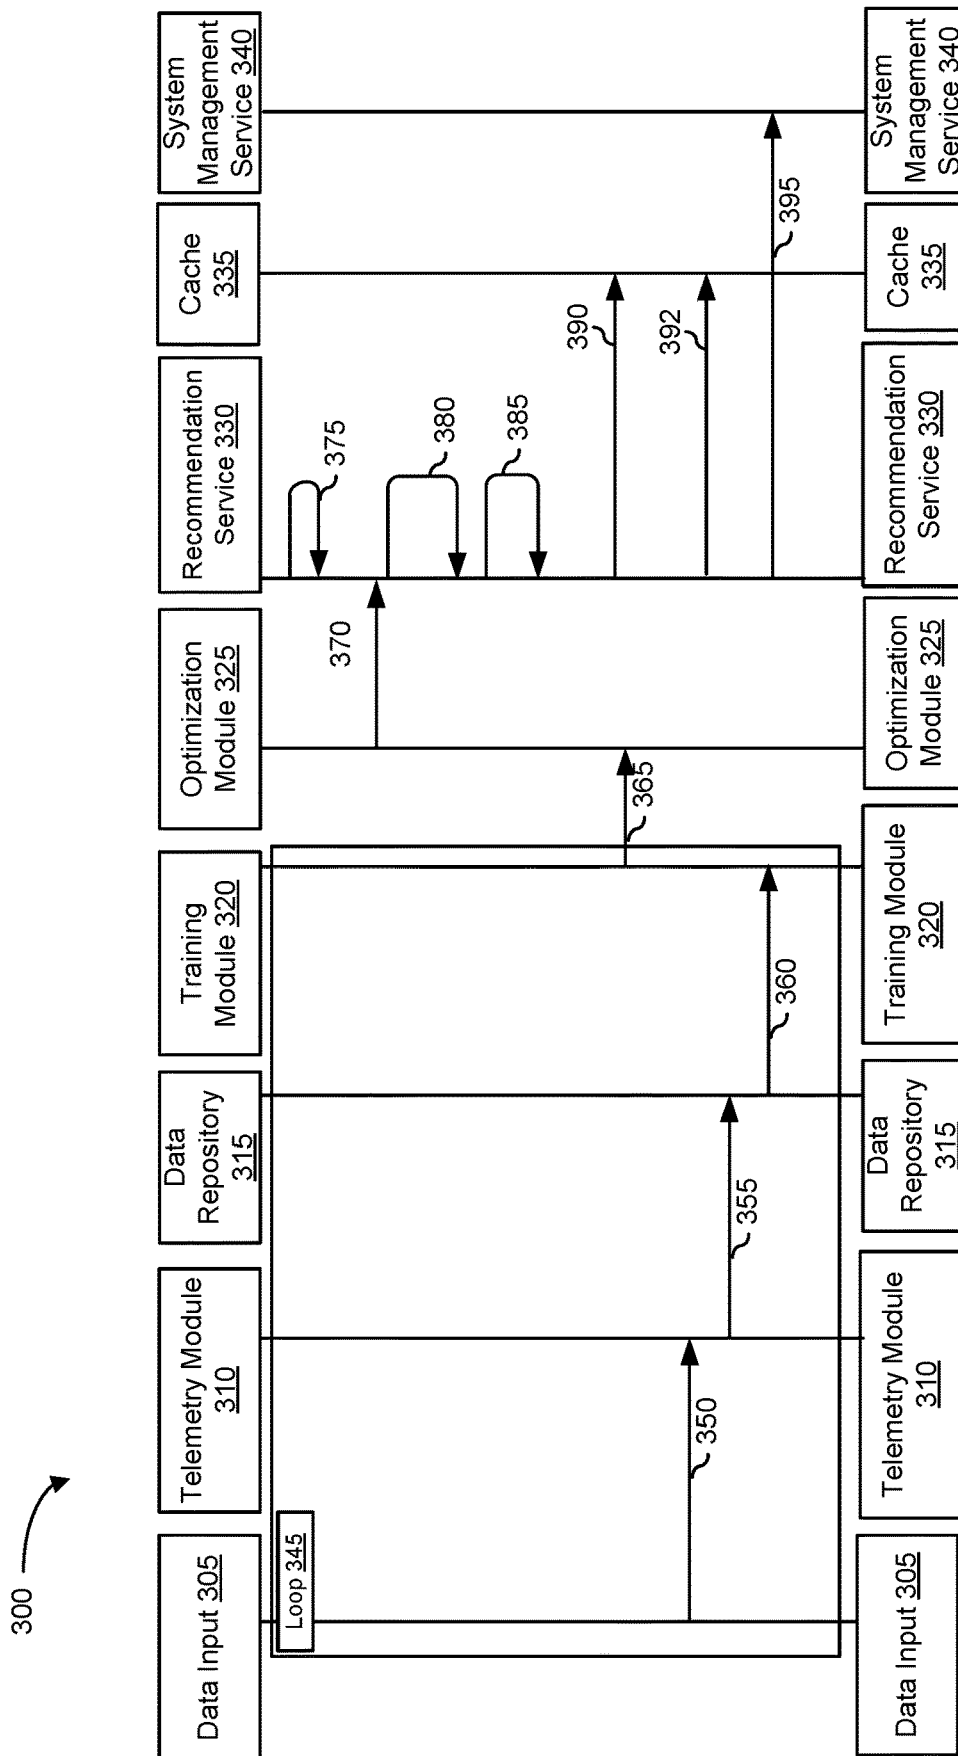 300
Data Input 305
Telemetry Module
310
Data
Repository
315
Training
Module 320
Optimization
Module 325
Recommendation
Service 330
Cache
335
System
Management
Service 340
Loop 345
375
370
380
385
390
365
350
392
355
360
395
Data Input 305
Telemetry Module
310
Data
Repository
315
Training Module
320
Optimization
Module 325
Recommendation
Service 330
Cache
335
System
Management
Service 340